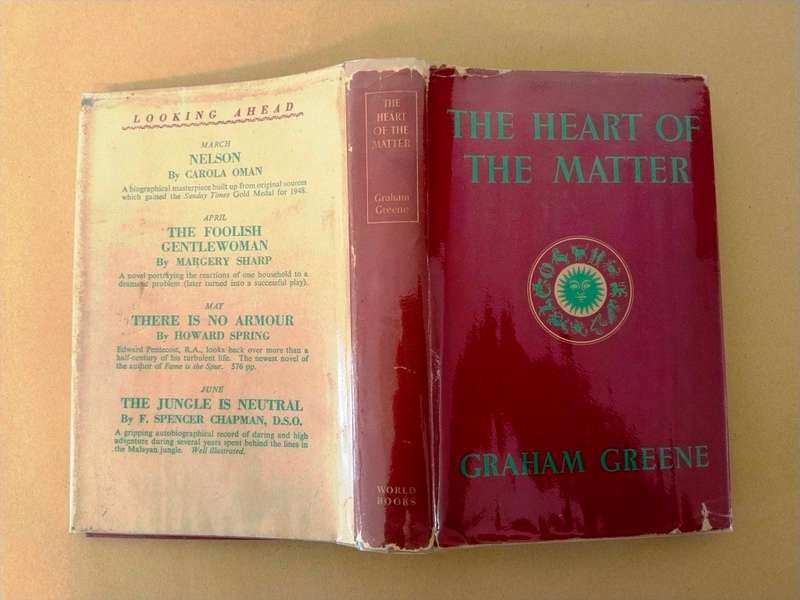 LOOKING AHEAD
MARCH
NELSON
By CAROLA OMAN
A biographical masterpiece built up from original sources
which gained the Sunday Times Gold Medal for 1948.
APRIL
THE FOOLISH
GENTLEWOMAN
By MARGERY SHARP
A novel portraying the reactions of one household to a
dramatic problem (later turned into a successful play).
MAY
THERE IS NO ARMOUR
By HOWARD SPRING
Edward Pentecost, R.A., looks back over more than a
half-century of his turbulent life. The newest novel of
the author of Fame is the Spur. 576 pp.
JUNE
THE JUNGLE IS NEUTRAL
By F. SPENCER CHAPMAN, D.S.O.
A gripping autobiographical record of daring and high
adventure during several years spent behind the lines in
the Malayan jungle. Well illustrated.
THE
HEART
OF THE
MATTER
Graham
Greene
WORLD
BOOKS
THE HEART OF
THE MATTER
GRAHAM GREENE